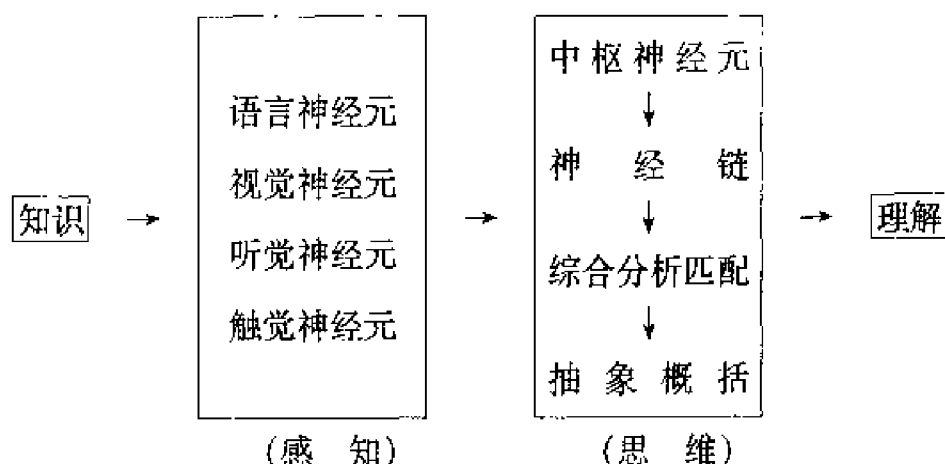 知识
语言神经元
视觉神经元
听觉神经元
触觉神经元
(感 知)
中枢神经元
神经链
综合分析匹配
抽象概括
(思 维)
理解